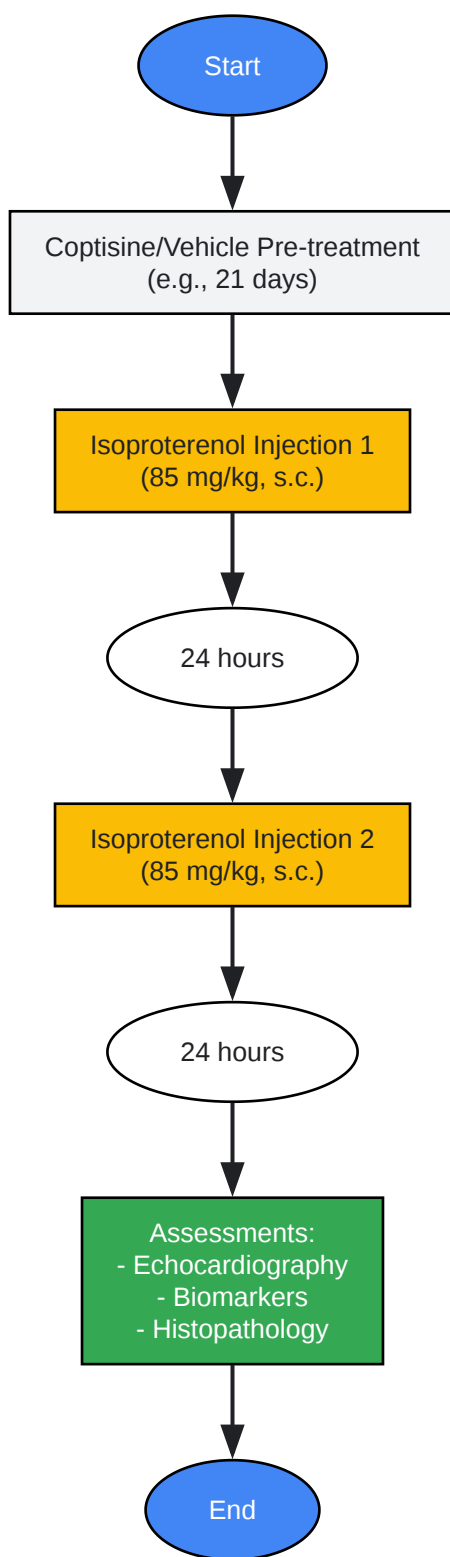 Start
Coptisine/Vehicle Pre-treatment
(e.g., 21 days)
Isoproterenol Injection 1
(85 mg/kg, s.c.)
24 hours
Isoproterenol Injection 2
(85 mg/kg, s.c.)
24 hours
Assessments:
- Echocardiography
- Biomarkers
- Histopathology
End